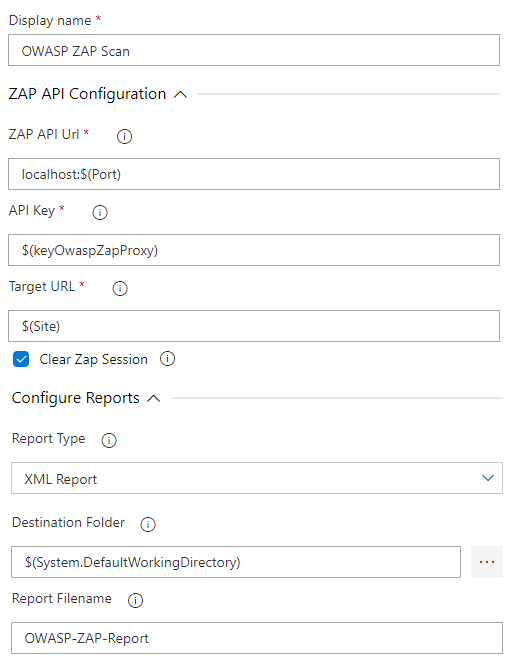 Display name *
OWASP ZAP Scan
ZAP API Configuration
ZAP API Url *
localhost:$(Port)
API Key *
$(keyOwaspZapProxy)
Target URL *
$(Site)
Clear Zap Session
Configure Reports
Report Type
XML Report
Destination Folder
$(System.DefaultWorkingDirectory)
...
Report Filename
OWASP-ZAP-Report